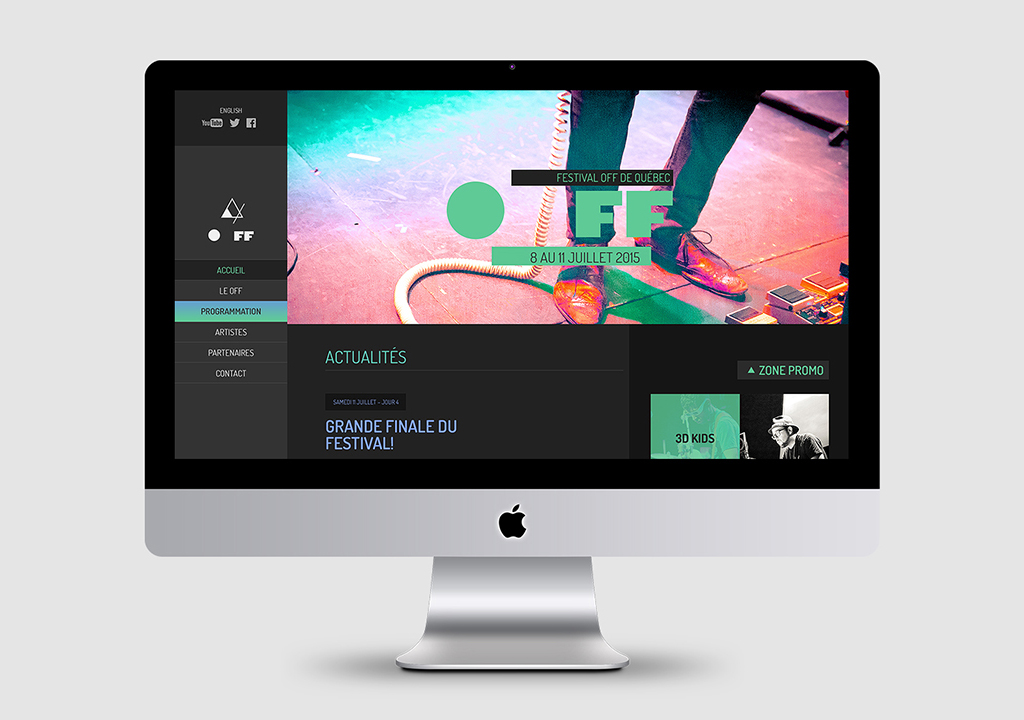 ENGLISH
YouTube
FF
ACCUEIL
LE OFF
PROGRAMMATION
ARTISTES
PARTENAIRES
CONTACT
FESTIVAL OFF DE QUÉBEC
FF
8 AU 11 JUILLET 2015
ACTUALITÉS
SAMEDI 11 JUILLET – JOUR 4
GRANDE FINALE DU
FESTIVAL!
ZONE PROMO
3D KIDS